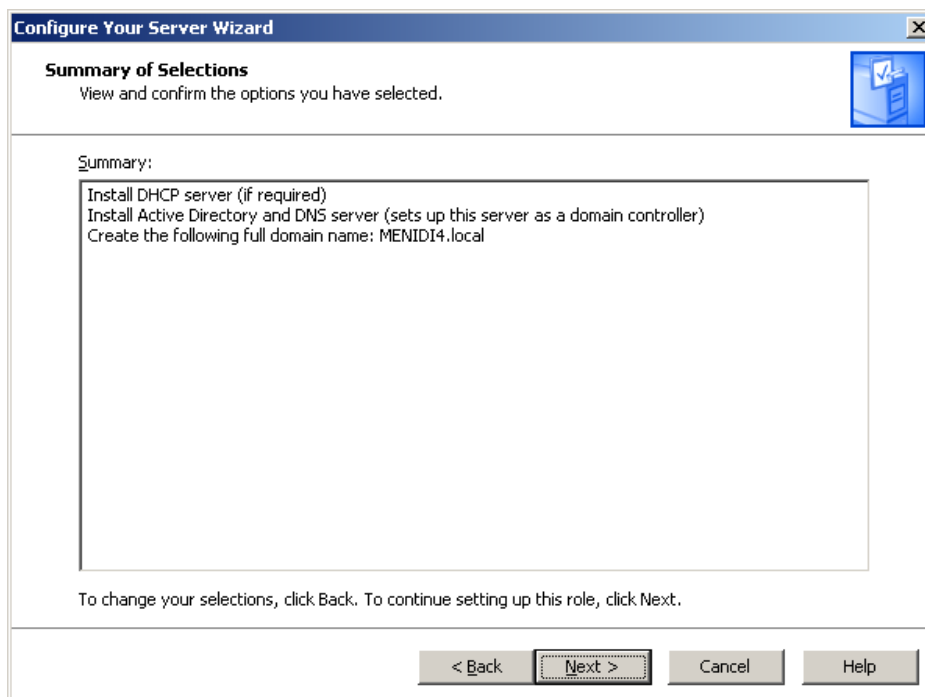 Configure Your Server Wizard
Summary of Selections
View and confirm the options you have selected.
Summary:
Install DHCP server (if required)
Install Active Directory and DNS server (sets up this server as a domain controller)
Create the following full domain name: MENIDI4.local
To change your selections, click Back. To continue setting up this role, click Next.
< Back Next > Cancel Help